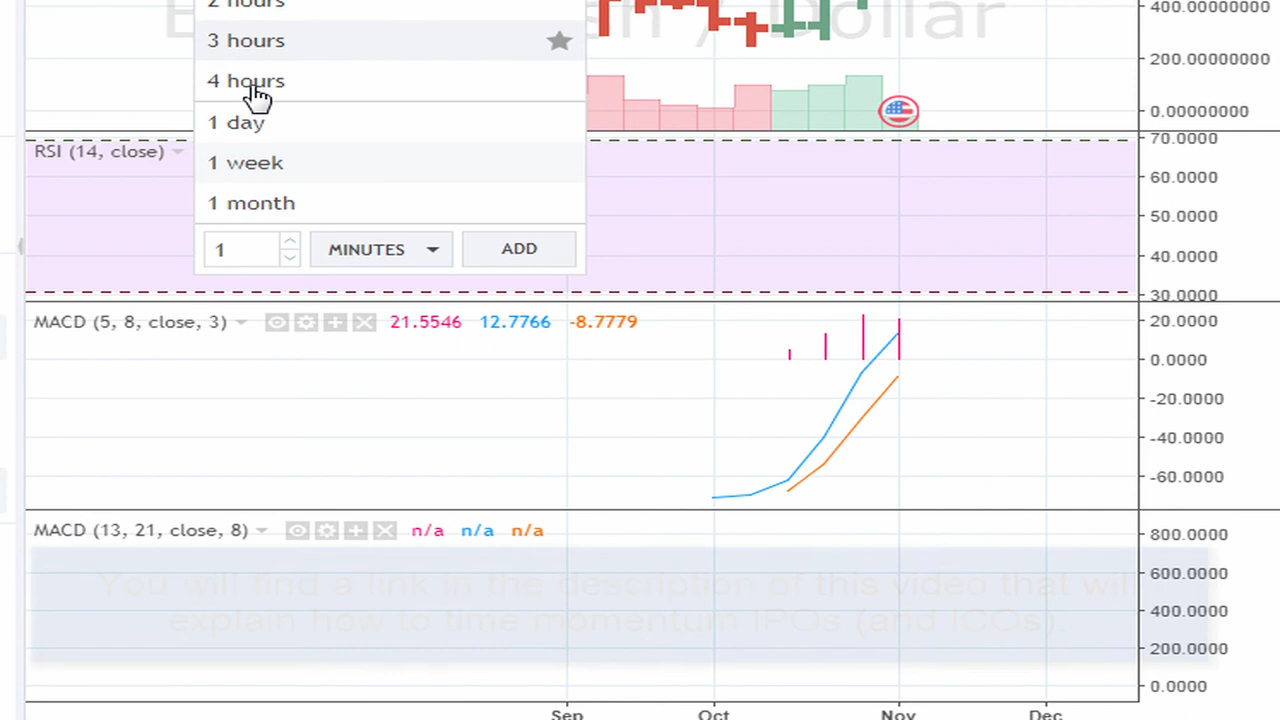 2 hours
3 hours
4 hours
1 day
1 week
1 month
1 MINUTES ADD
/ Dollar
400.00000000
200.00000000
0.00000000
RSI (14, close)
70.0000
60.0000
50.0000
40.0000
30.0000
MACD (5, 8, close, 3) 21.5546 12.7766 -8.7779
20.0000
0.0000
-20.0000
-40.0000
-60.0000
MACD (13, 21, close, 8) n/a n/a n/a
800.0000
600.0000
400.0000
200.0000
0.0000
You will find a link in the description of this video that will
explain how to time momentum IPOs (and ICOs).
Sep Oct Nov Dec